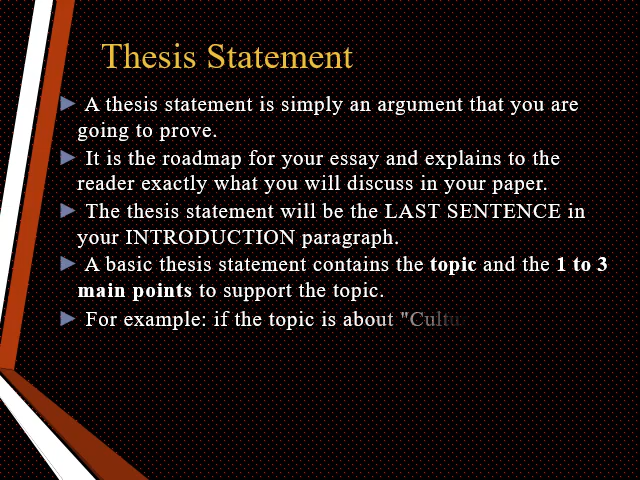 Thesis Statement
A thesis statement is simply an argument that you are
going to prove.
It is the roadmap for your essay and explains to the
reader exactly what you will discuss in your paper.
The thesis statement will be the LAST SENTENCE in
your INTRODUCTION paragraph.
A basic thesis statement contains the topic and the 1 to 3
main points to support the topic.
For example: if the topic is about